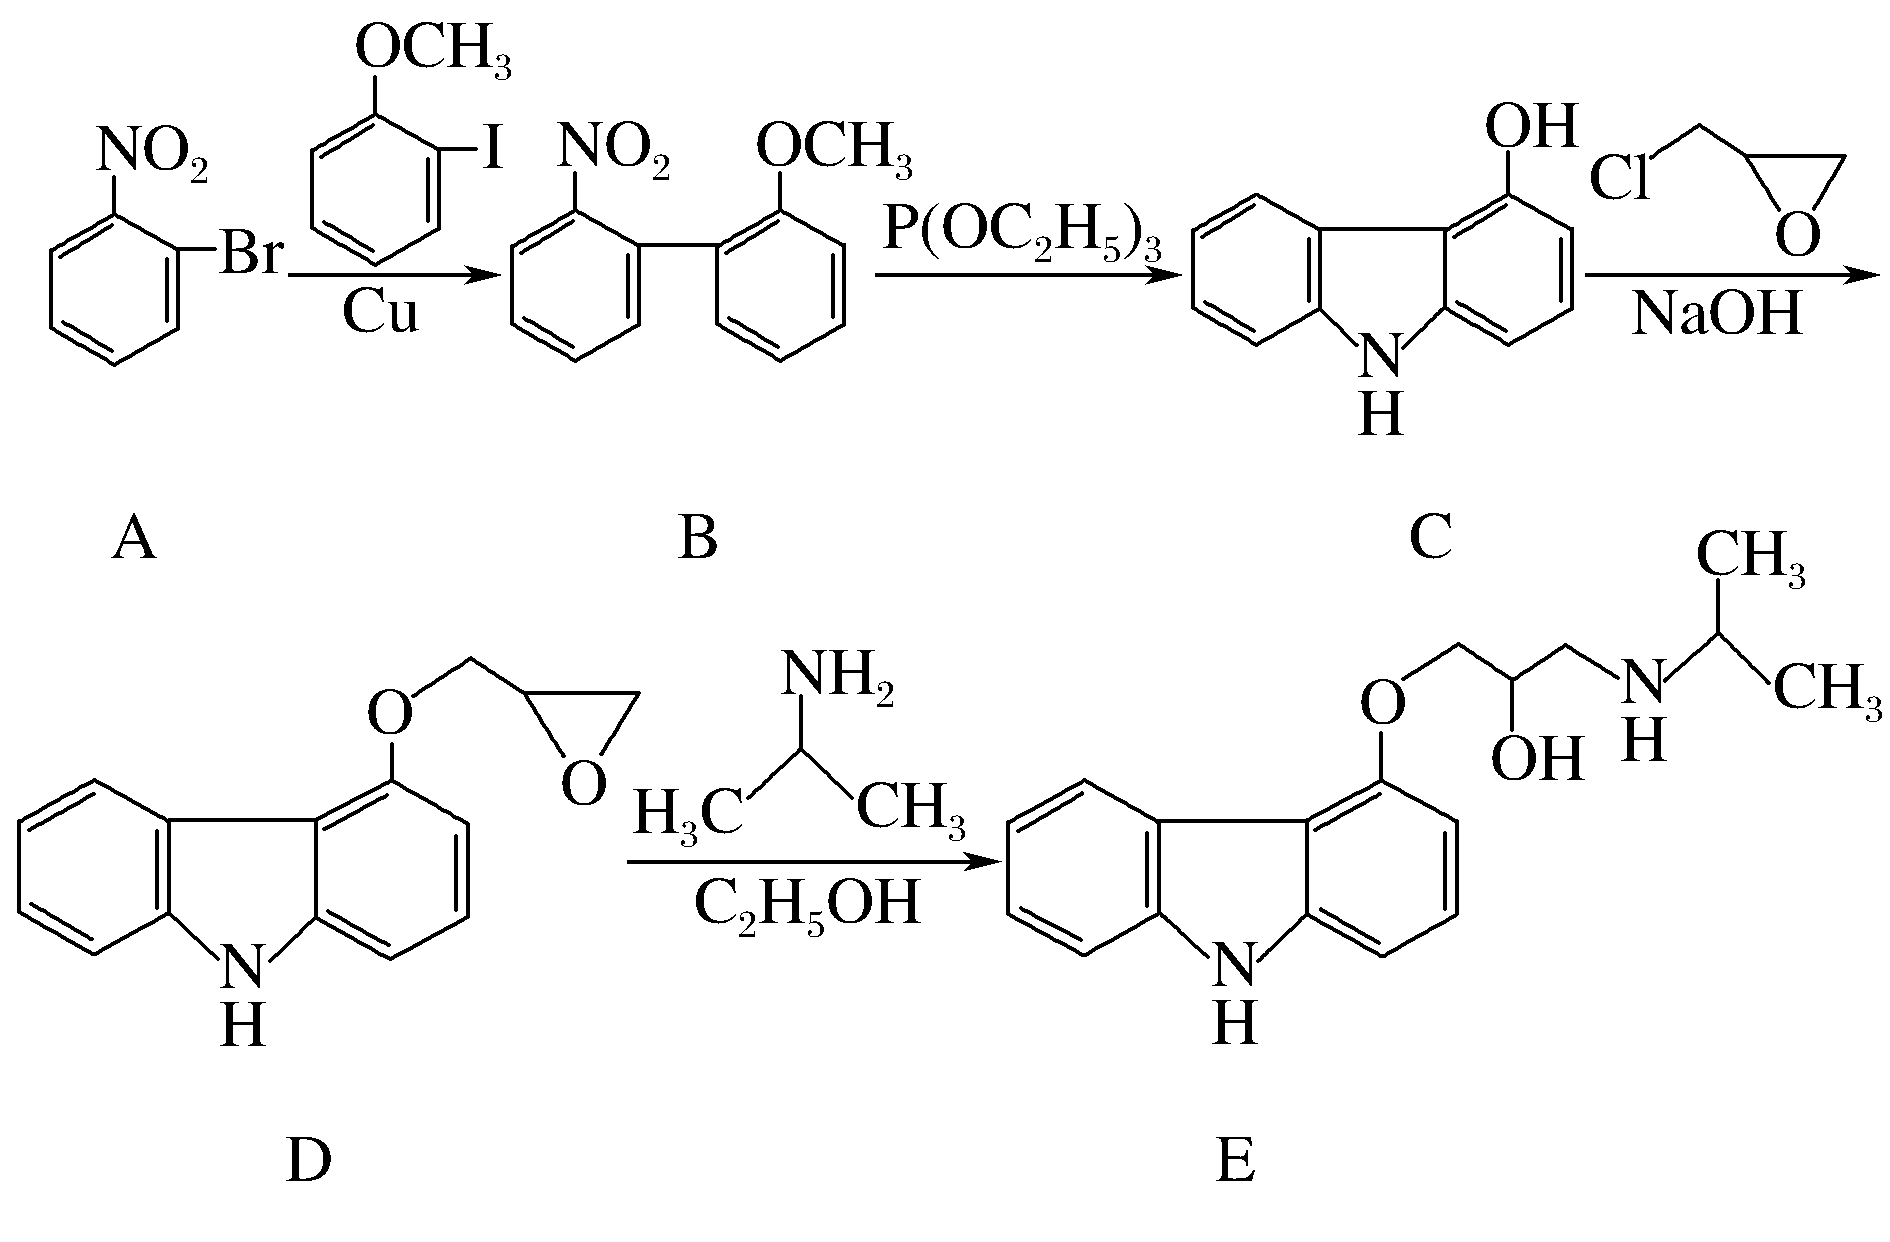 OCH₃
NO₂
Br
I
Cu
NO₂
OCH₃
P(OC₂H₅)₃
OH
N
H
Cl
O
NaOH
A
B
C
O
O
N
H
NH₂
H₃C
CH₃
C₂H₅OH
CH₃
CH₃
N
H
O
OH
N
H
D
E